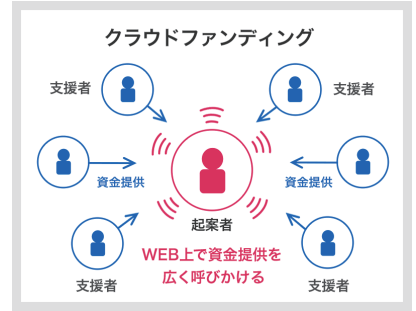 クラウドファンディング
支援者
支援者
資金提供
資金提供
起案者
支援者
WEB上で資金提供を
広く呼びかける
支援者